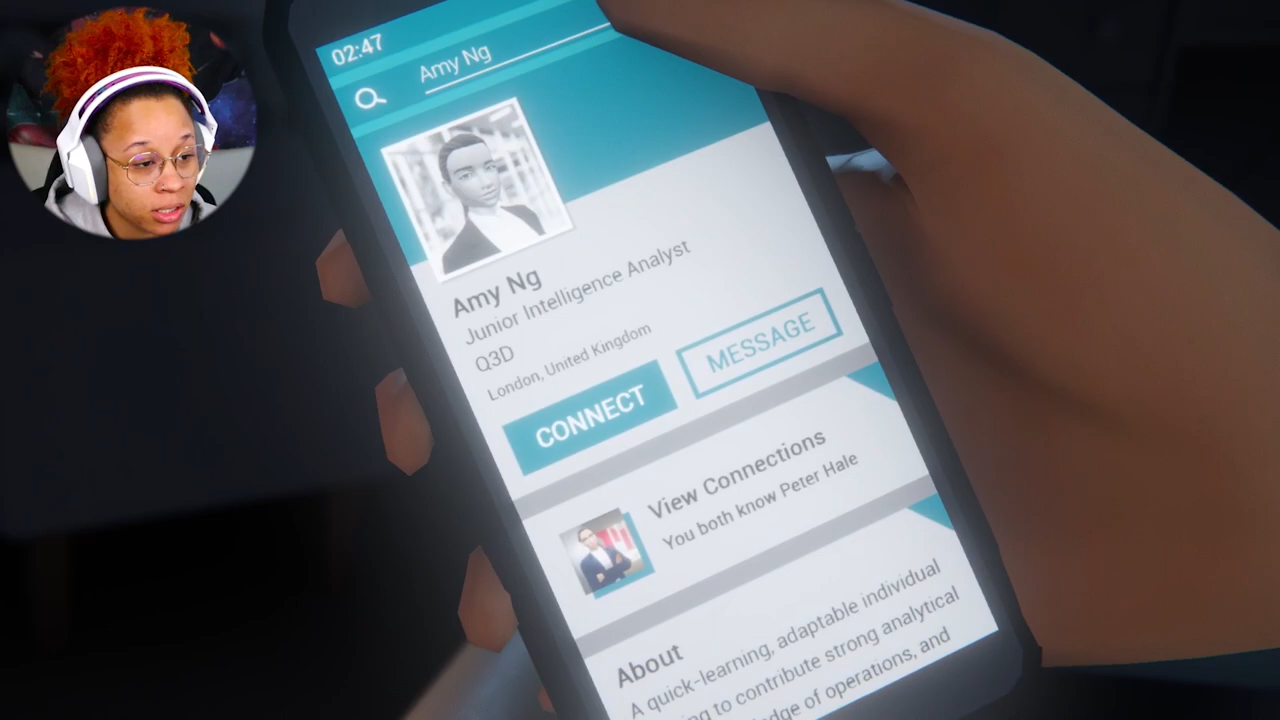 02:47
Amy Ng
Amy Ng
Junior Intelligence Analyst
Q3D
London, United Kingdom
CONNECT
MESSAGE
View Connections
You both know Peter Hale
About
A quick-learning, adaptable individual
to contribute strong analytical
of operations, and